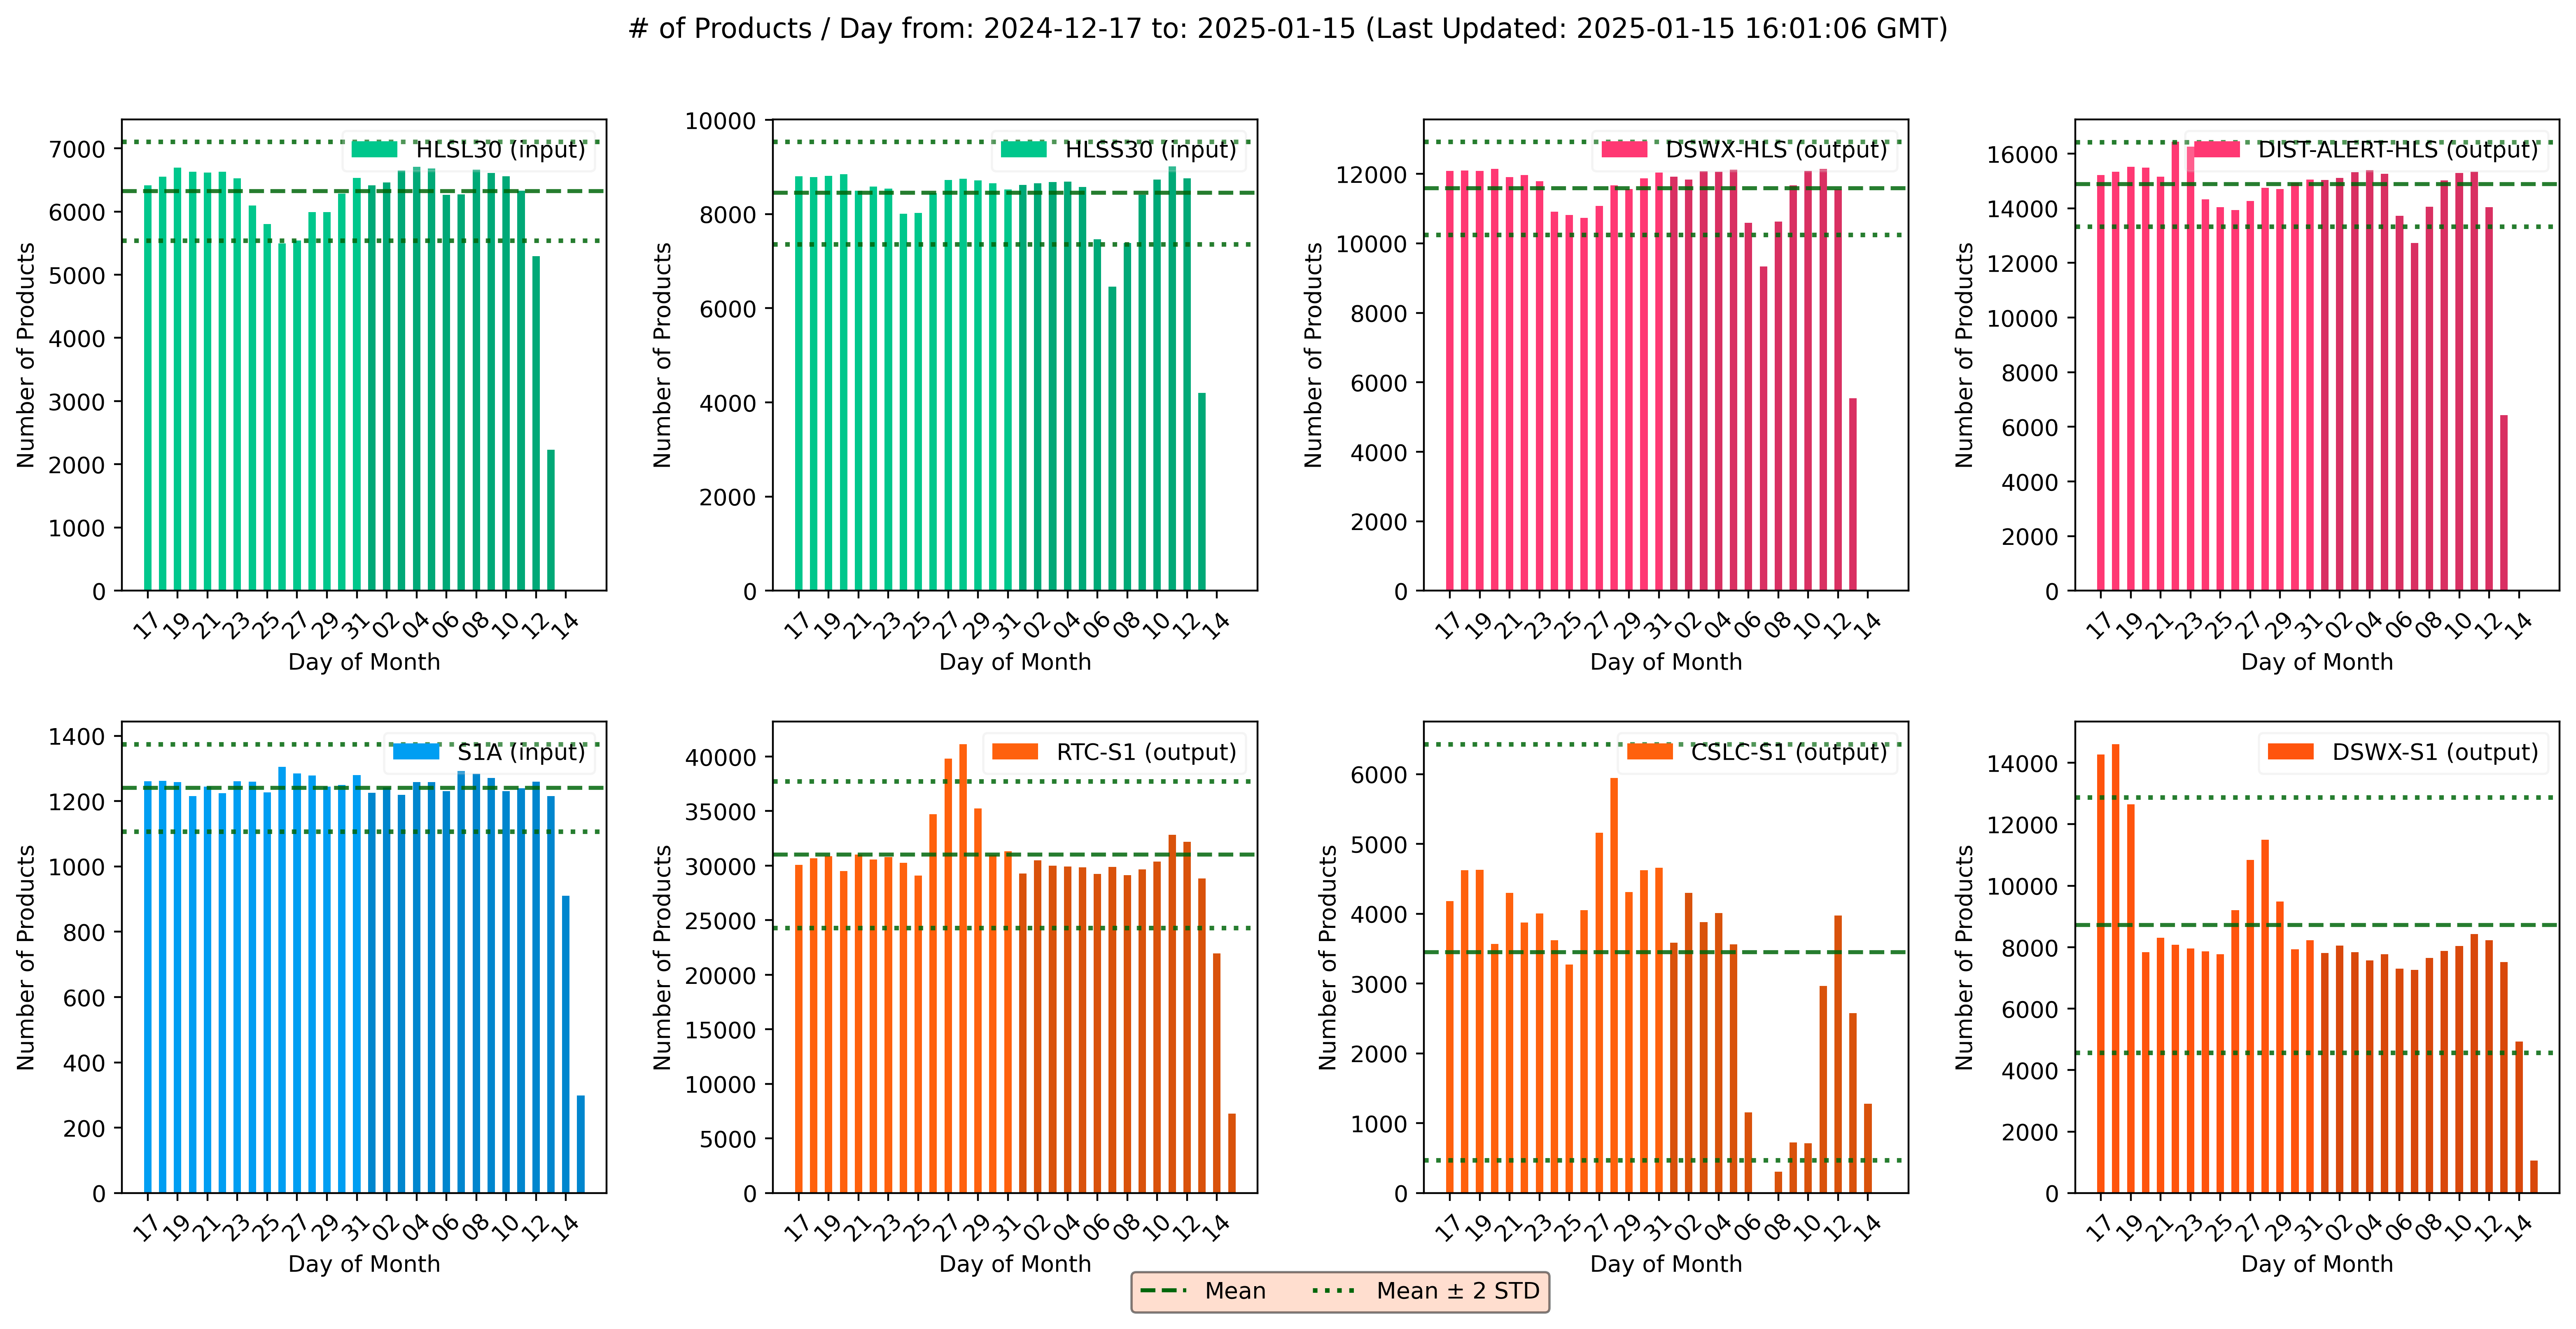 # of Products / Day from: 2024-12-17 to: 2025-01-15 (Last Updated: 2025-01-15 16:01:06 GMT)
HLSL30 (input)
Number of Products
7000
6000
5000
4000
3000
2000
1000
0
17 19 21 23 25 27 29 31 02 04 06 08 10 12 14
Day of Month
HLSS30 (input)
Number of Products
10000
8000
6000
4000
2000
0
17 19 21 23 25 27 29 31 02 04 06 08 10 12 14
Day of Month
DSWX-HLS (output)
Number of Products
12000
10000
8000
6000
4000
2000
0
17 19 21 23 25 27 29 31 02 04 06 08 10 12 14
Day of Month
DIST-ALERT-HLS (output)
Number of Products
16000
14000
12000
10000
8000
6000
4000
2000
0
17 19 21 23 25 27 29 31 02 04 06 08 10 12 14
Day of Month
S1A (input)
Number of Products
1400
1200
1000
800
600
400
200
0
17 19 21 23 25 27 29 31 02 04 06 08 10 12 14
Day of Month
RTC-S1 (output)
Number of Products
40000
35000
30000
25000
20000
15000
10000
5000
0
17 19 21 23 25 27 29 31 02 04 06 08 10 12 14
Day of Month
CSLC-S1 (output)
Number of Products
6000
5000
4000
3000
2000
1000
0
17 19 21 23 25 27 29 31 02 04 06 08 10 12 14
Day of Month
DSWX-S1 (output)
Number of Products
14000
12000
10000
8000
6000
4000
2000
0
17 19 21 23 25 27 29 31 02 04 06 08 10 12 14
Day of Month
Mean
Mean ± 2 STD